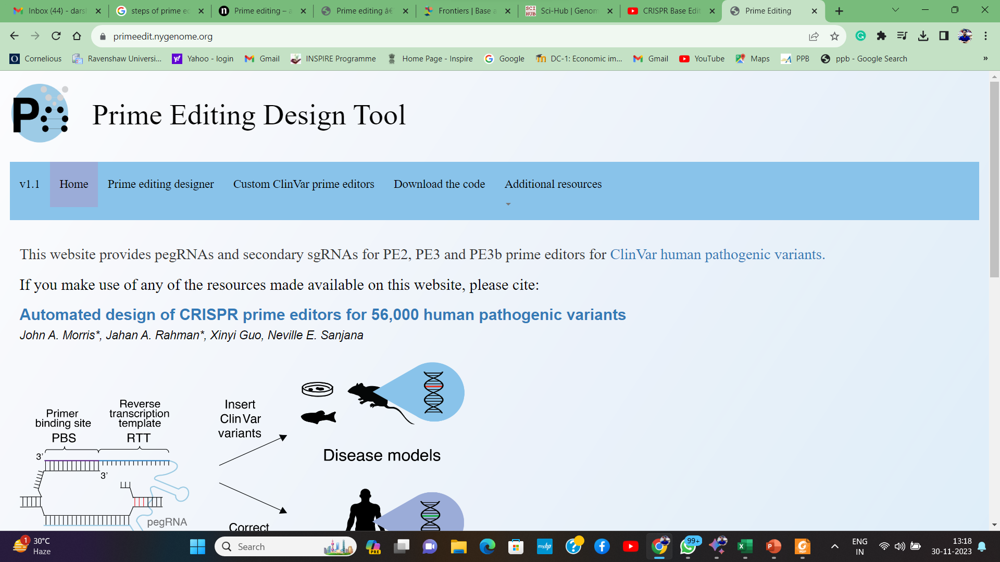 Inbox (44) - darsh
steps of prime ed
Prime editing – a
Prime editing â€
Frontiers | Base a
Sci-Hub | Genom
CRISPR Base Edit
Prime Editing
primeedit.nygenome.org
Cornelious
Ravenshaw Universi...
Yahoo - login
Gmail
INSPIRE Programme
Home Page - Inspire
Google
DC-1: Economic im...
Gmail
YouTube
Maps
PPB
ppb - Google Search
»
P
Prime Editing Design Tool
v1.1
Home
Prime editing designer
Custom ClinVar prime editors
Download the code
Additional resources
This website provides pegRNAs and secondary sgRNAs for PE2, PE3 and PE3b prime editors for ClinVar human pathogenic variants.
If you make use of any of the resources made available on this website, please cite:
Automated design of CRISPR prime editors for 56,000 human pathogenic variants
John A. Morris*, Jahan A. Rahman*, Xinyi Guo, Neville E. Sanjana
Primer
binding site
PBS
Reverse
transcription
template
RTT
3’
3’
pegRNA
Insert
ClinVar
variants
Disease models
Correct
1
30°C
Haze
Search
PRE
myhp
99+
ENG
IN
13:18
30-11-2023